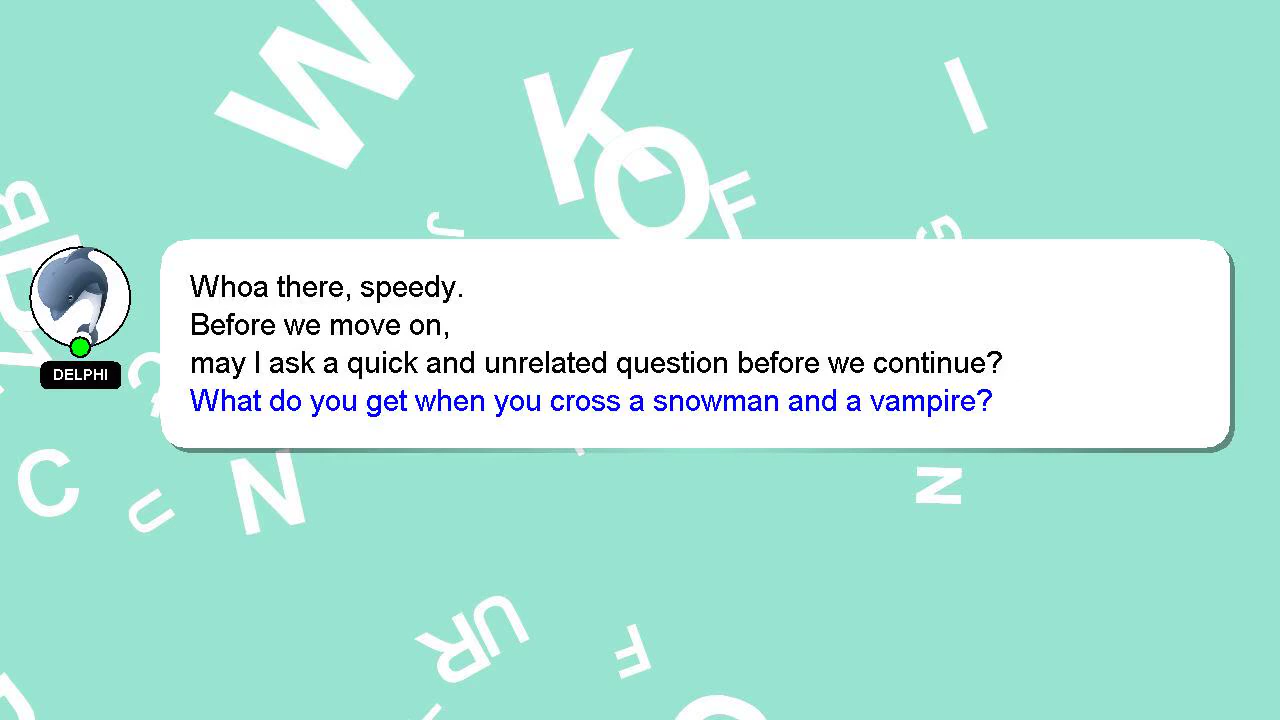 W
K
I
O
F
B
J
G
D
Whoa there, speedy.
Before we move on,
may I ask a quick and unrelated question before we continue?
What do you get when you cross a snowman and a vampire?
DELPHI
C
N
U
N
U
R
F